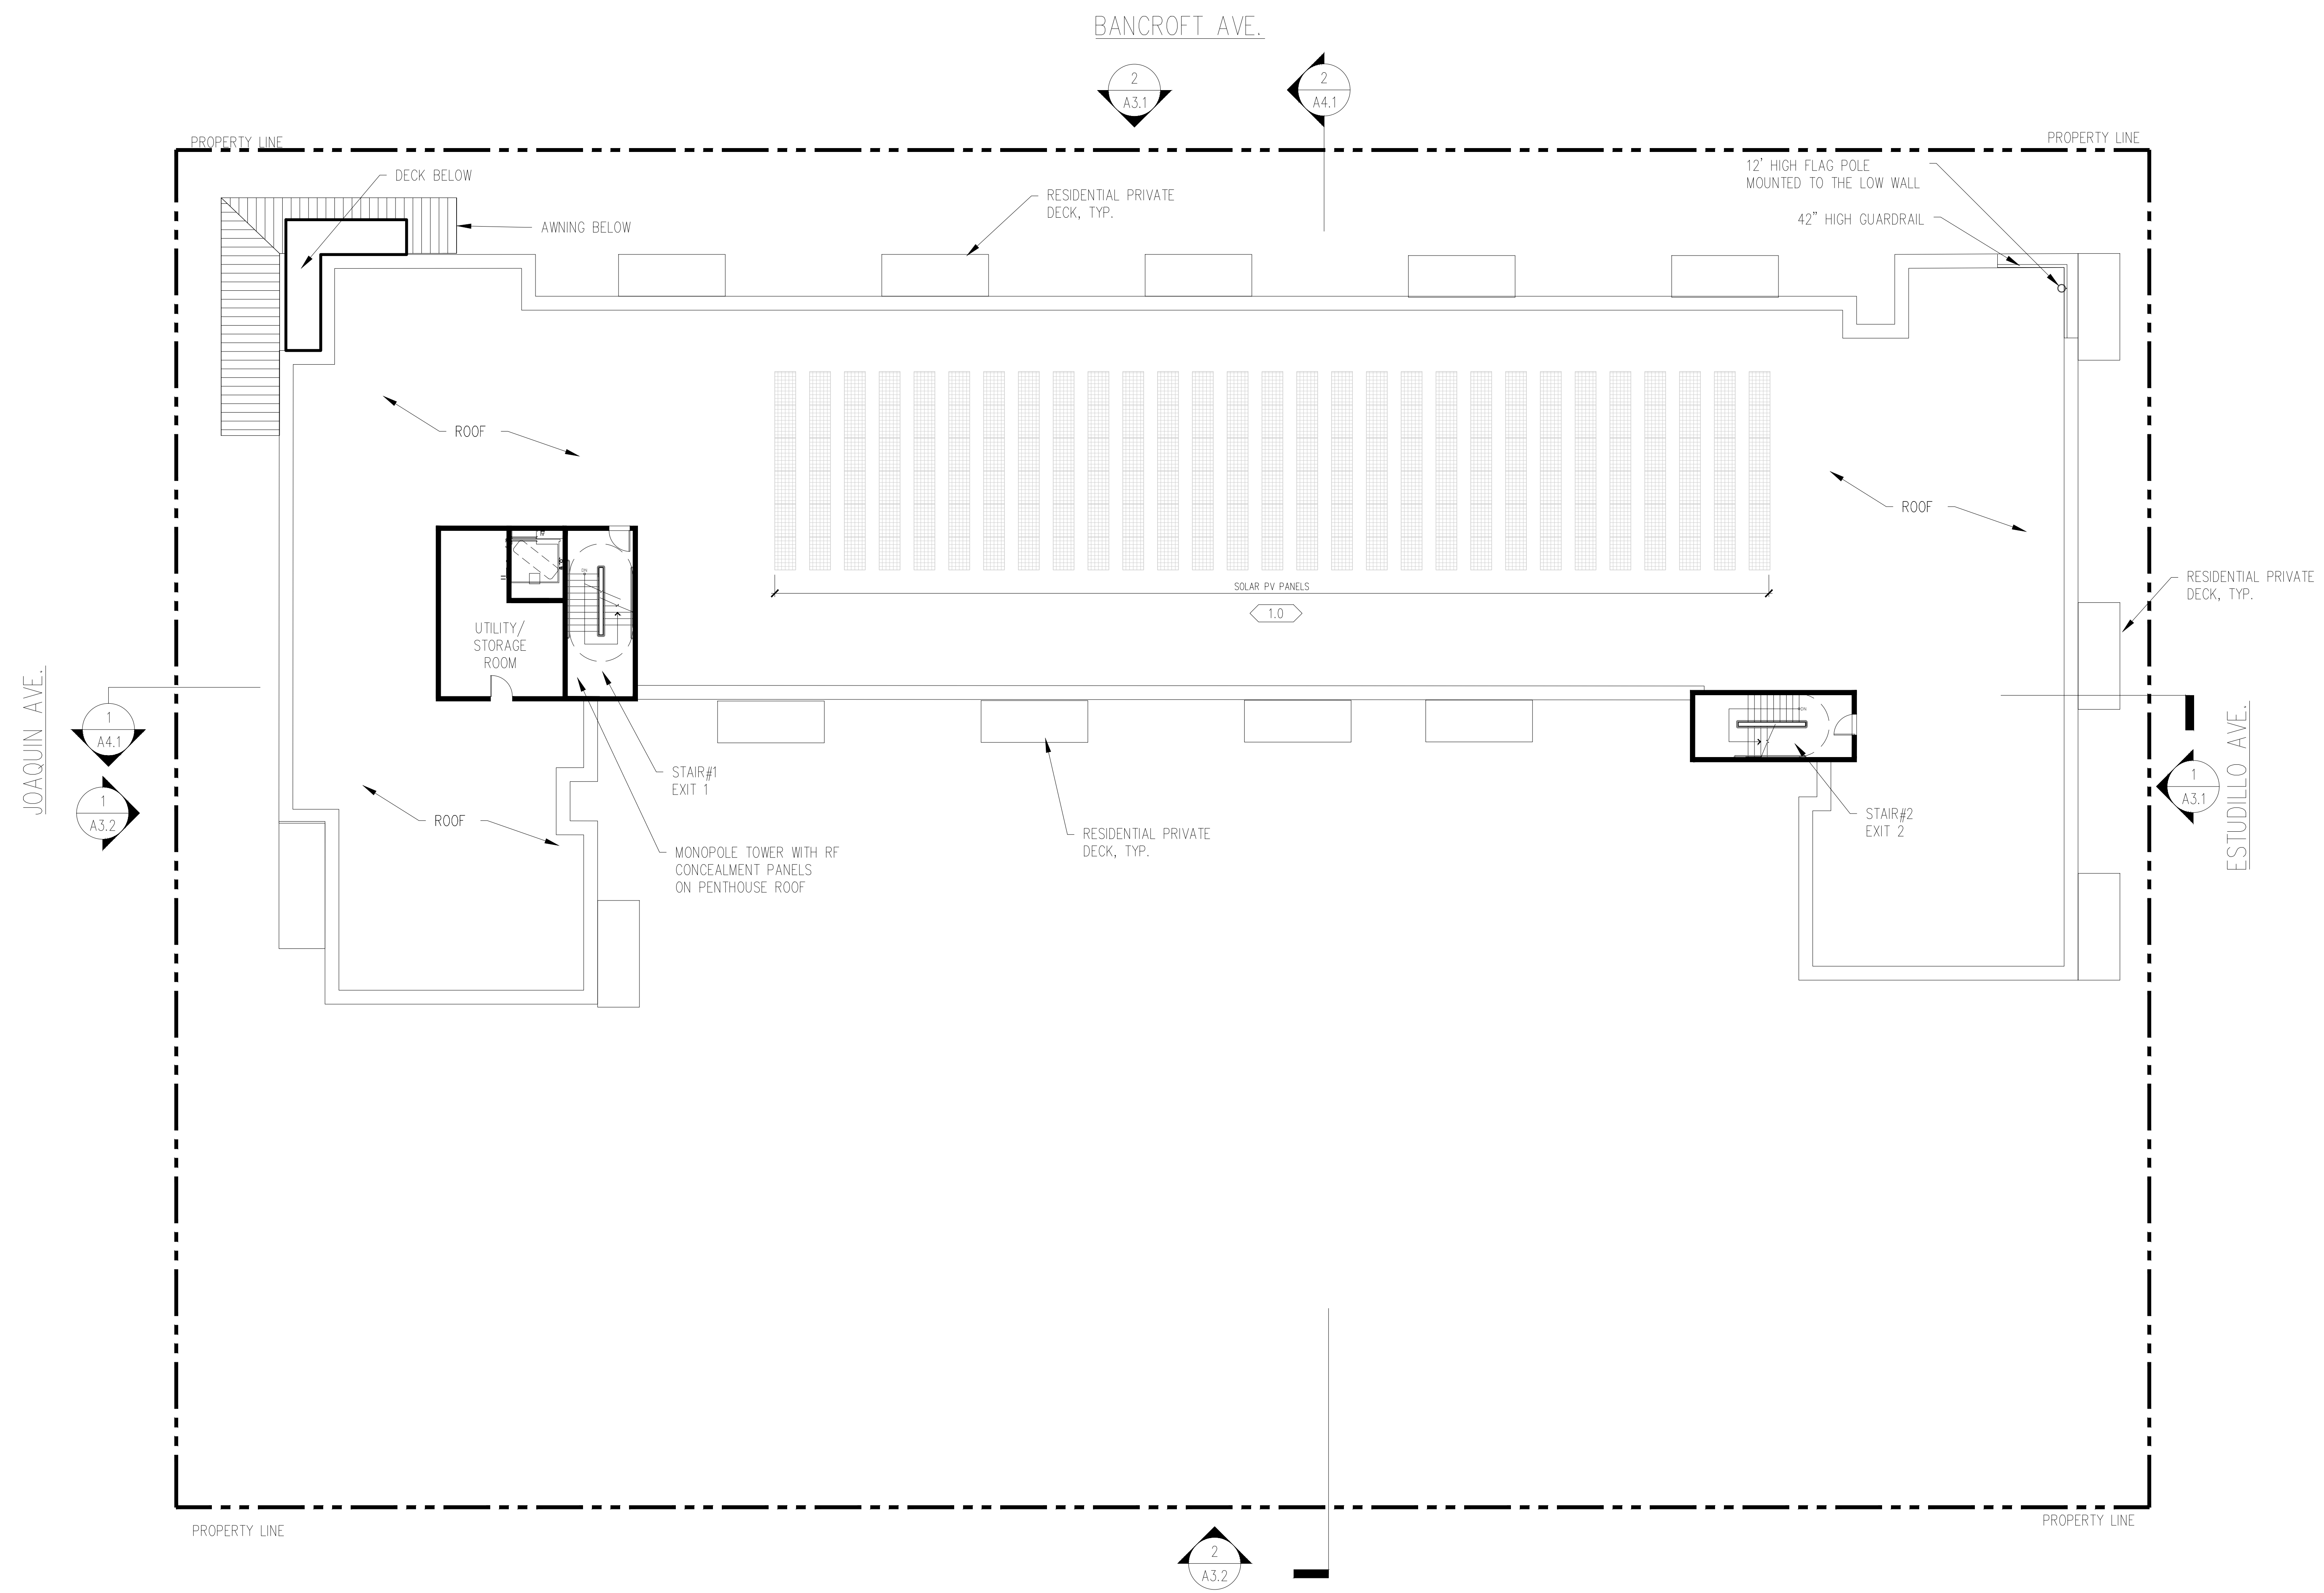 BANCROFT AVE.
2
A3.1
2
A4.1
PROPERTY LINE
PROPERTY LINE
12' HIGH FLAG POLE
MOUNTED TO THE LOW WALL
DECK BELOW
RESIDENTIAL PRIVATE
DECK, TYP.
42" HIGH GUARDRAIL
AWNING BELOW
ROOF
ROOF
SOLAR PV PANELS
1.0
RESIDENTIAL PRIVATE
DECK, TYP.
DN
UTILITY/
STORAGE
ROOM
JOAQUIN AVE.
1
A4.1
1
A3.2
DN
ESTUDILLO AVE.
1
A3.1
STAIR#1
EXIT 1
ROOF
STAIR#2
EXIT 2
RESIDENTIAL PRIVATE
DECK, TYP.
MONOPOLE TOWER WITH RF
CONCEALMENT PANELS
ON PENTHOUSE ROOF
PROPERTY LINE
PROPERTY LINE
2
A3.2